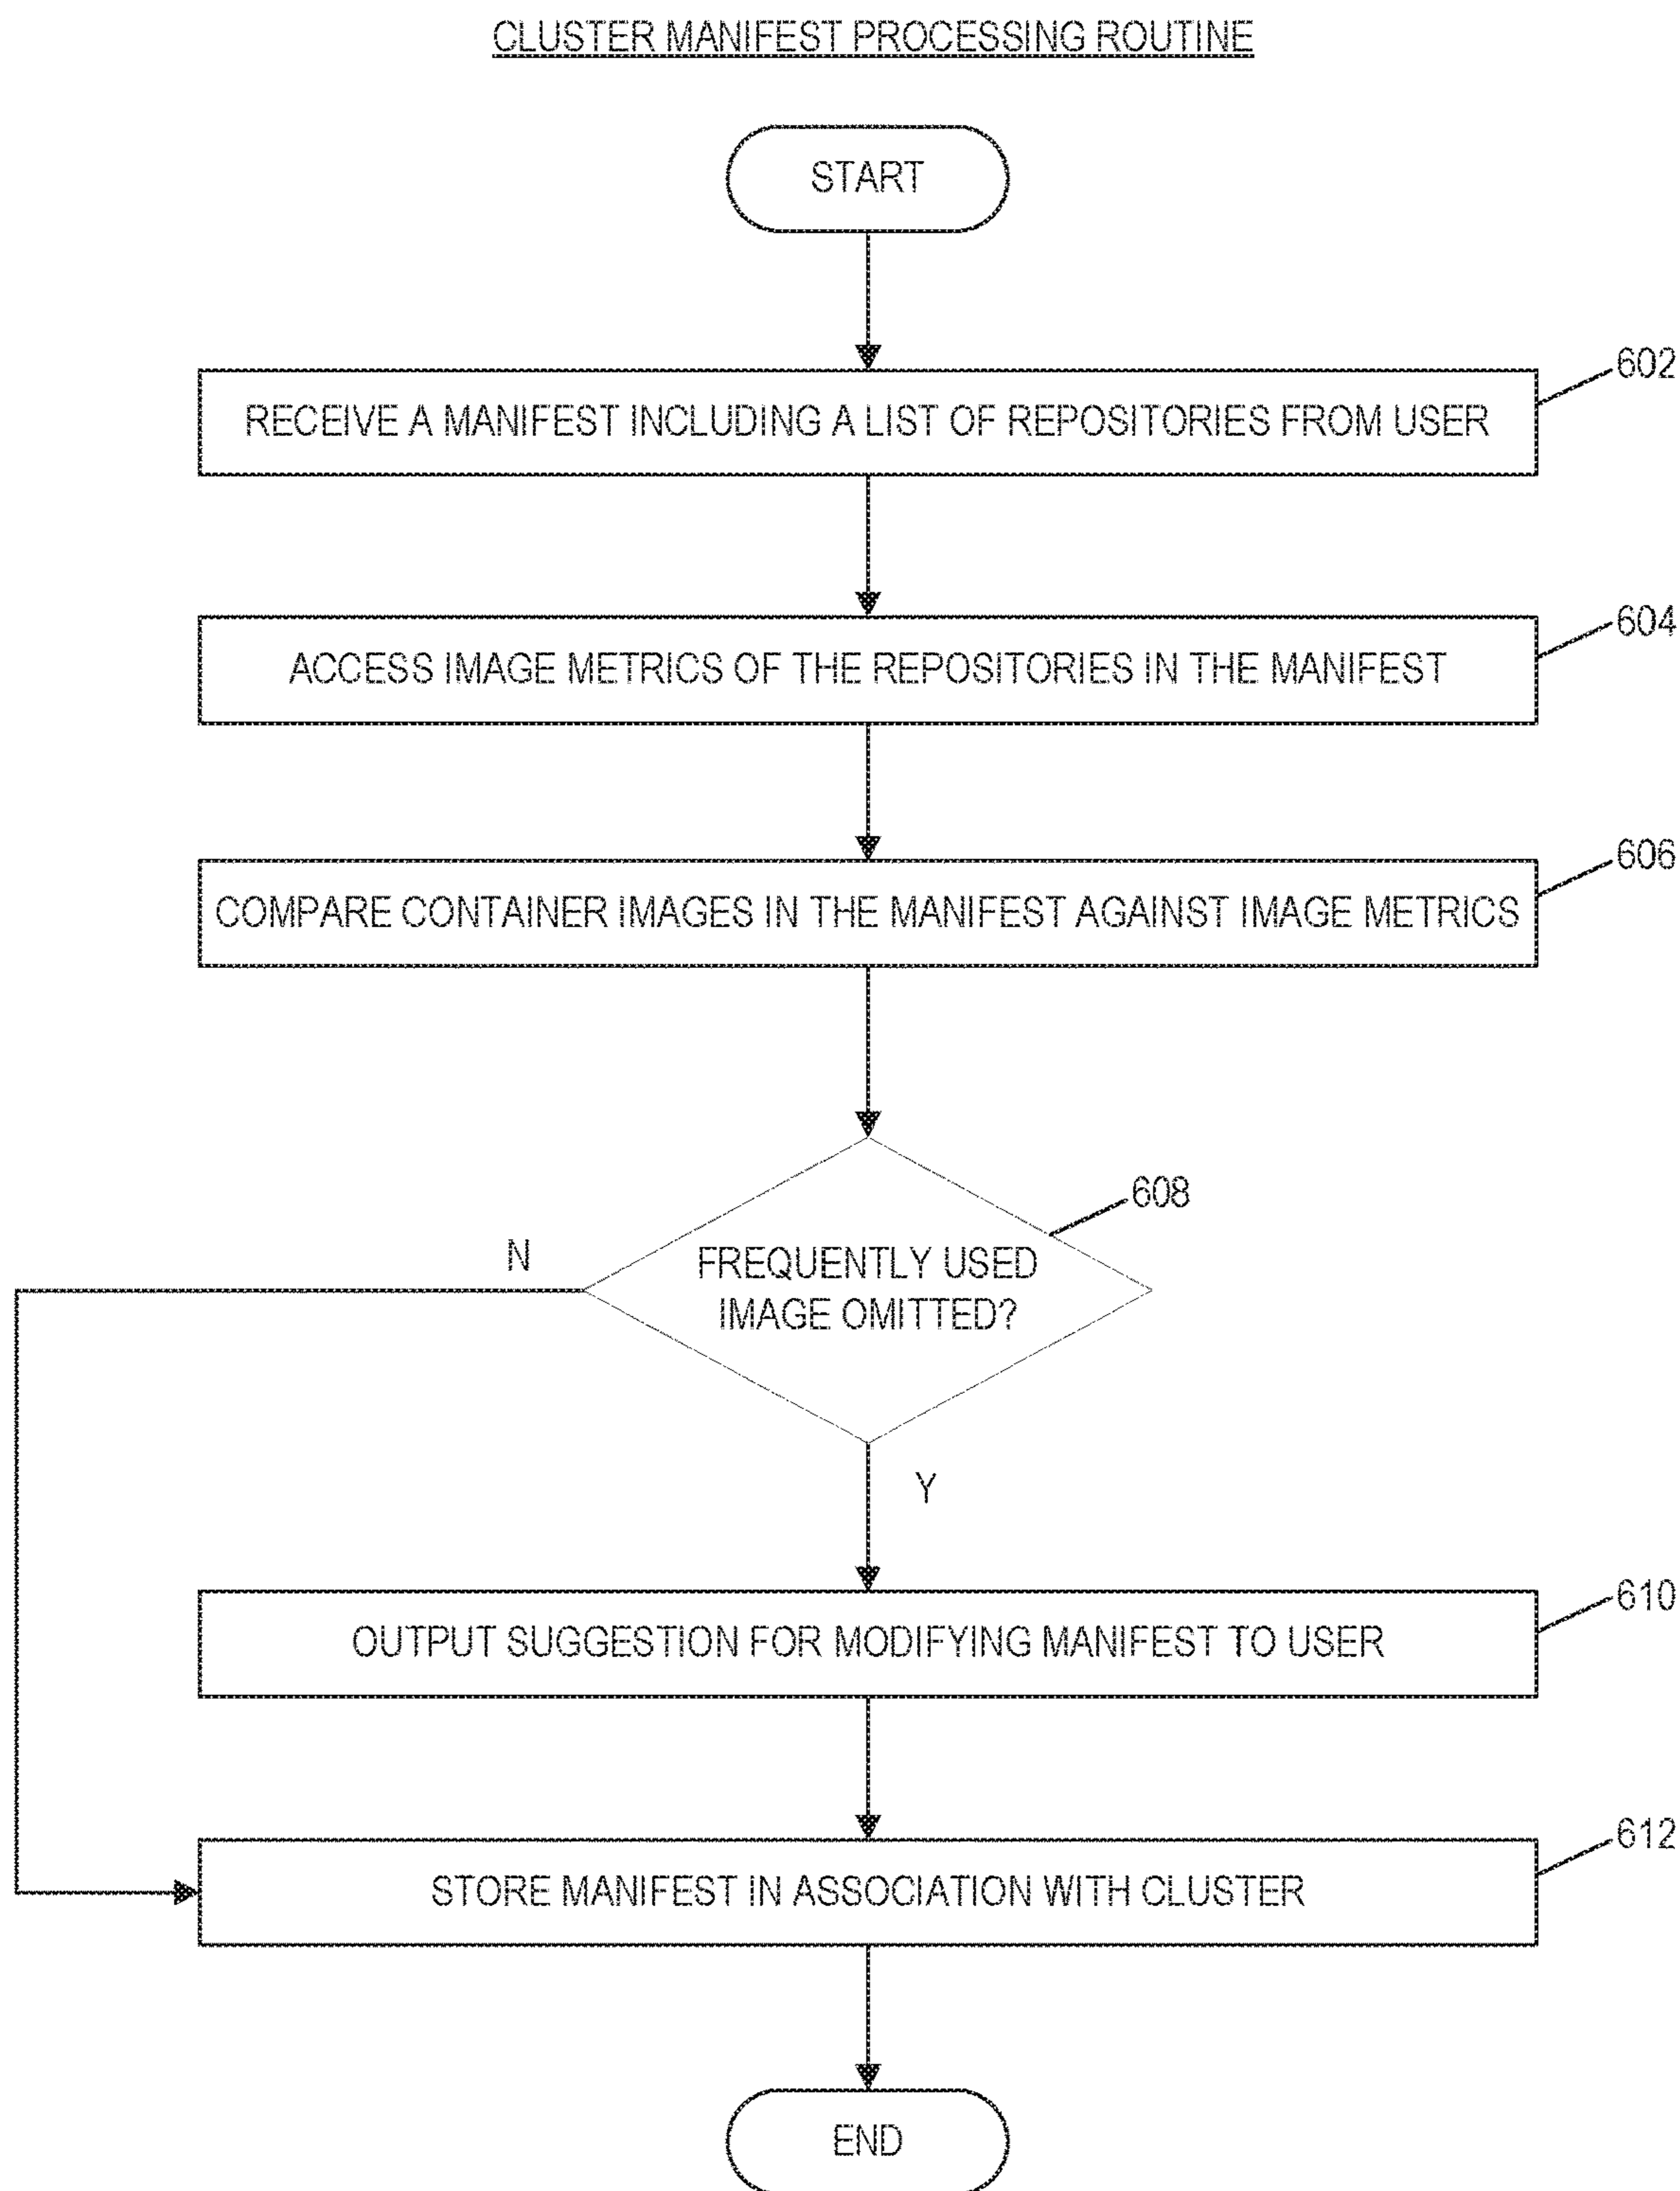 CLUSTER MANIFEST PROCESSING ROUTINE
START
602
RECEIVE A MANIFEST INCLUDING A LIST OF REPOSITORIES FROM USER
604
ACCESS IMAGE METRICS OF THE REPOSITORIES IN THE MANIFEST
606
COMPARE CONTAINER IMAGES IN THE MANIFEST AGAINST IMAGE METRICS
608
N
FREQUENTLY USED
IMAGE OMITTED?
Y
610
OUTPUT SUGGESTION FOR MODIFYING MANIFEST TO USER
612
STORE MANIFEST IN ASSOCIATION WITH CLUSTER
END